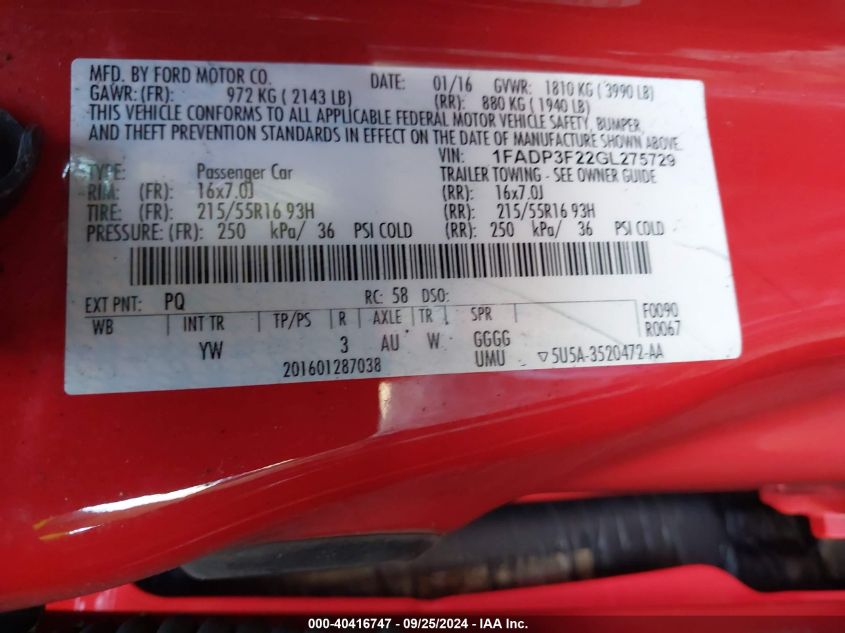 MFD. BY FORD MOTOR CO. DATE: 01/16 GVWR: 1810 KG ( 3990 LB)
GAWR: (FR): 972 KG ( 2143 LB) (RR): 880 KG ( 1940 LB)
THIS VEHICLE CONFORMS TO ALL APPLICABLE FEDERAL MOTOR VEHICLE SAFETY, BUMPER,
AND THEFT PREVENTION STANDARDS IN EFFECT ON THE DATE OF MANUFACTURE SHOWN ABOVE.
VIN: 1FADP3F22GL275729
TYPE: Passenger Car TRAILER TOWING - SEE OWNER GUIDE
RIM: (FR): 16x7.0J (RR): 16x7.0J
TIRE: (FR): 215/55R16 93H (RR): 215/55R16 93H
PRESSURE: (FR): 250 kPa/ 36 PSI COLD (RR): 250 kPa/ 36 PSI COLD
EXT PNT: PQ RC: 58 DSO:
WB INT TR TP/PS R AXLE TR SPR F0090
R0067
YW 3 AU W GGGG
UMU
201601287038 ▽5U5A-3520472-AA
000-40416747 - 09/25/2024 - IAA Inc.